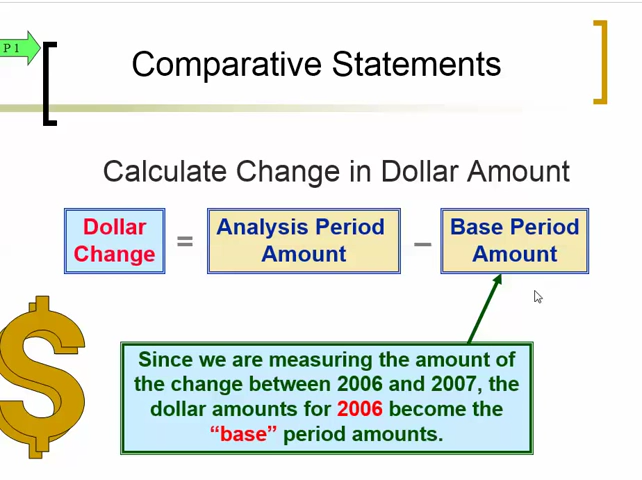 P 1
Comparative Statements
Calculate Change in Dollar Amount
Dollar
Change
=
Analysis Period
Amount
–
Base Period
Amount
Since we are measuring the amount of
the change between 2006 and 2007, the
dollar amounts for 2006 become the
“base” period amounts.
$